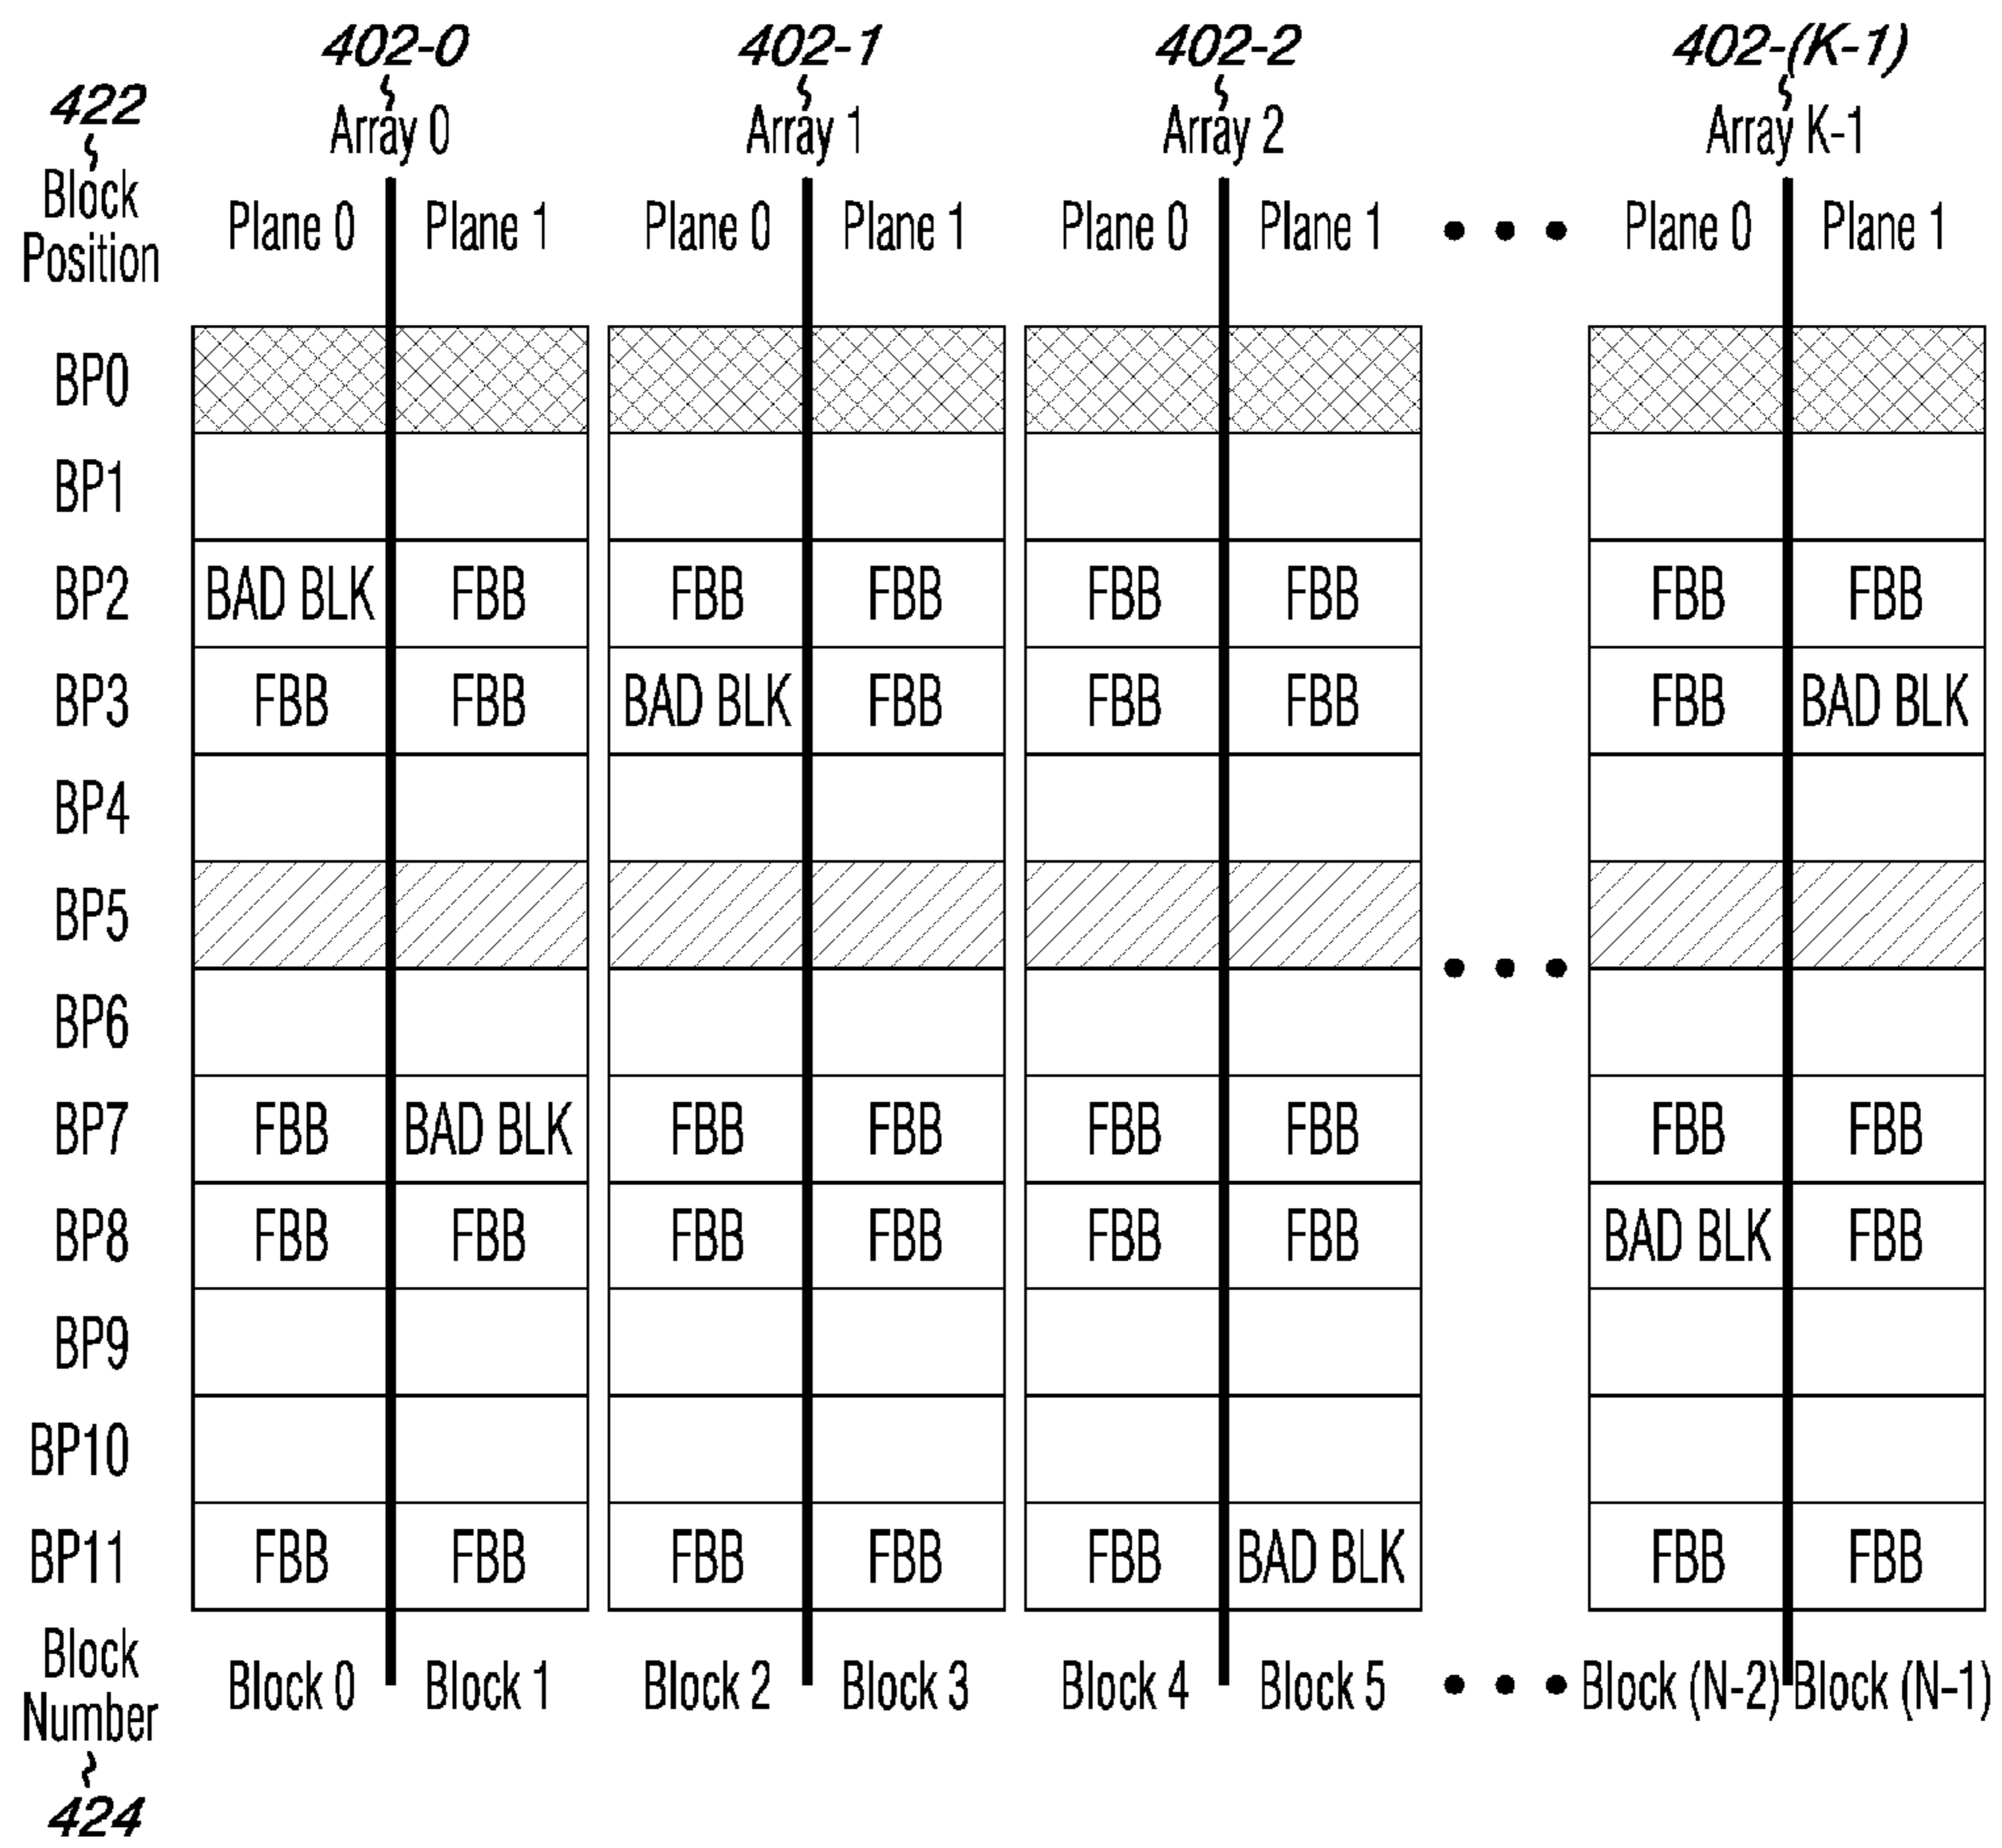 402-0 402-1 402-2 402-(K-1)
422 Array 0 Array 1 Array 2 Array K-1
Block
Position Plane 0 Plane 1 Plane 0 Plane 1 Plane 0 Plane 1 • • • Plane 0 Plane 1
BP0
BP1
BP2 BAD BLK FBB FBB FBB FBB FBB FBB FBB
BP3 FBB FBB BAD BLK FBB FBB FBB FBB BAD BLK
BP4
BP5
• • •
BP6
BP7 FBB BAD BLK FBB FBB FBB FBB FBB FBB
BP8 FBB FBB FBB FBB FBB FBB BAD BLK FBB
BP9
BP10
BP11 FBB FBB FBB FBB FBB BAD BLK FBB FBB
Block
Number Block 0 Block 1 Block 2 Block 3 Block 4 Block 5 • • • Block (N-2) Block (N-1)
424